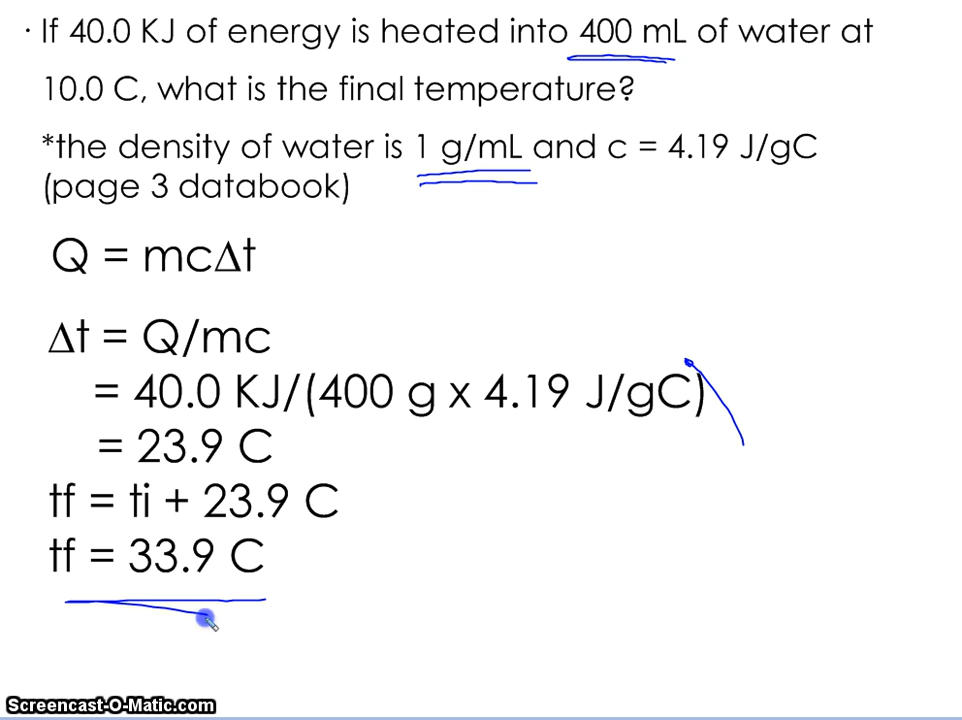 · If 40.0 KJ of energy is heated into 400 mL of water at
10.0 C, what is the final temperature?
*the density of water is 1 g/mL and c = 4.19 J/gC
(page 3 databook)
Q = mc∆t
∆t = Q/mc
= 40.0 KJ/(400 g x 4.19 J/gC)
= 23.9 C
tf = ti + 23.9 C
tf = 33.9 C
Screencast-O-Matic.com